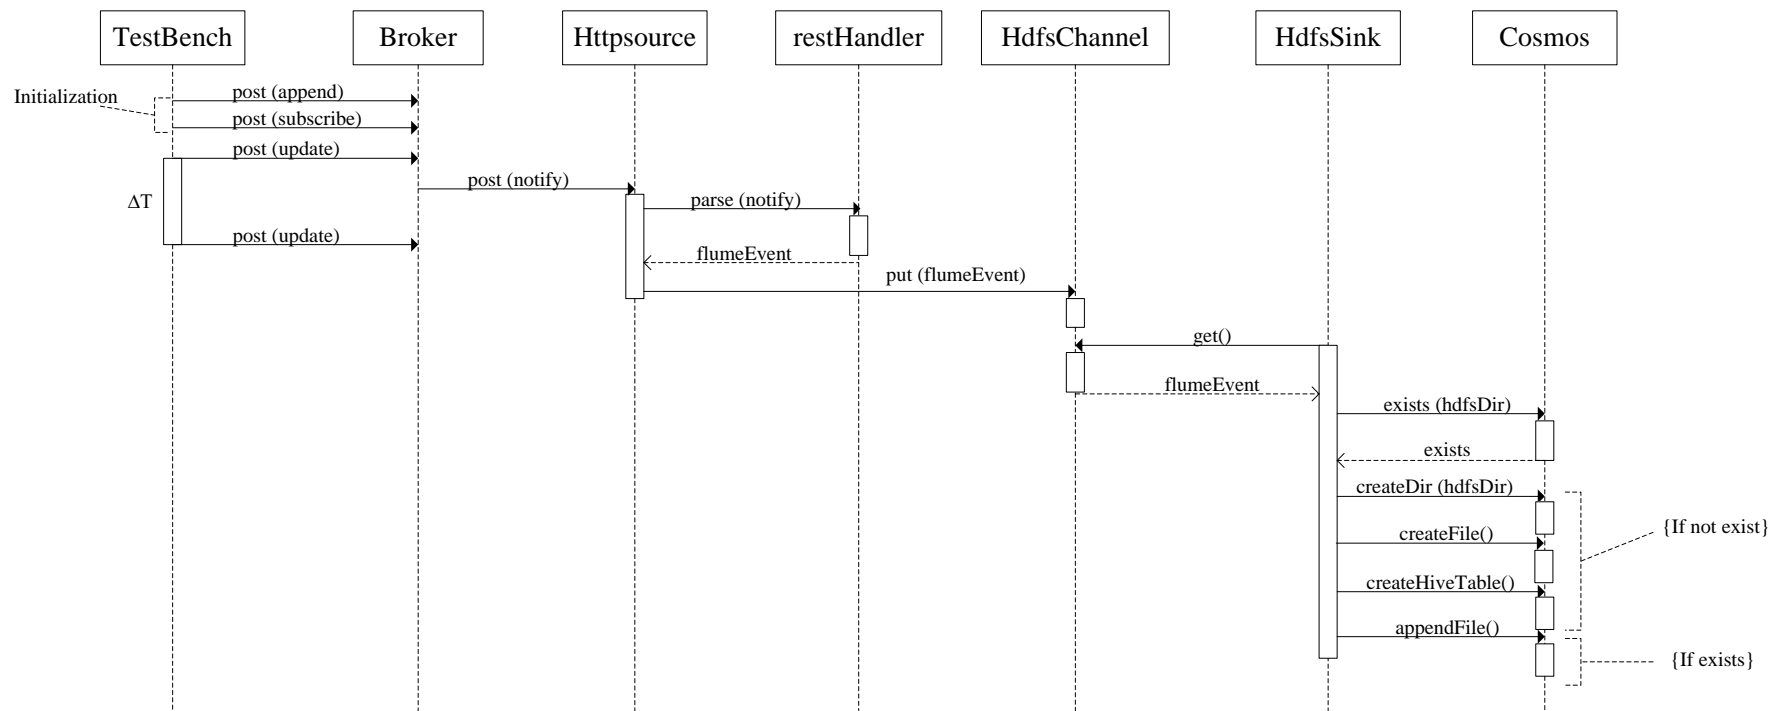 TestBench
Broker
Httpsource
restHandler
HdfsChannel
HdfsSink
Cosmos
Initialization
post (append)
post (subscribe)
post (update)
post (notify)
ΔT
parse (notify)
post (update)
flumeEvent
put (flumeEvent)
get()
flumeEvent
exists (hdfsDir)
exists
createDir (hdfsDir)
{If not exist}
createFile()
createHiveTable()
appendFile()
{If exists}